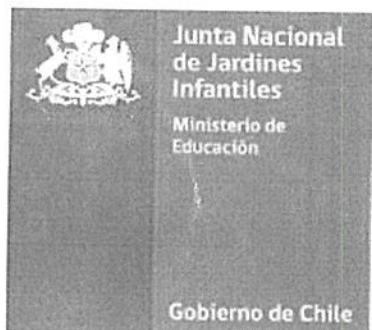 Junta Nacional
de Jardines
Infantiles
Ministerio de
Educación
Gobierno de Chile